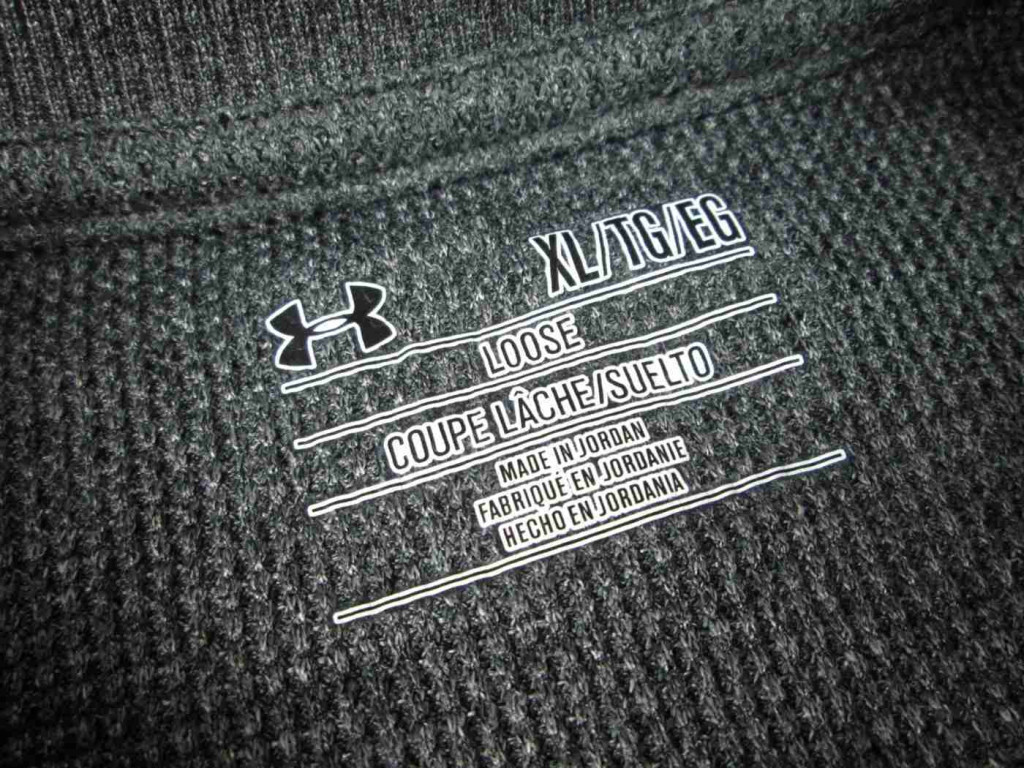 XL/TG/EG
LOOSE
COUPE LÂCHE/SUELTO
MADE IN JORDAN
FABRIQUÉ EN JORDANIE
HECHO EN JORDANIA